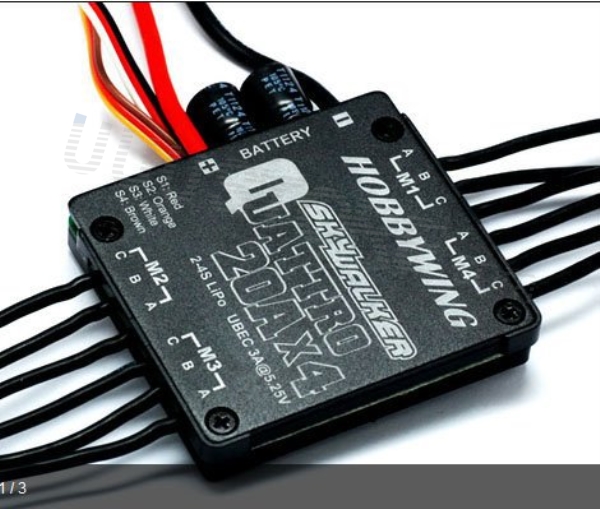 BATTERY
S1: Red
S2: Orange
S3: White
S4: Brown
QUATTRO
SKYWALKER
20AX4
2-4S LiPo UBEC 3A@5.25V
HOBBYWING
A B C
M1
A B C
M4
M2
C B A
M3
C B A
1 / 3